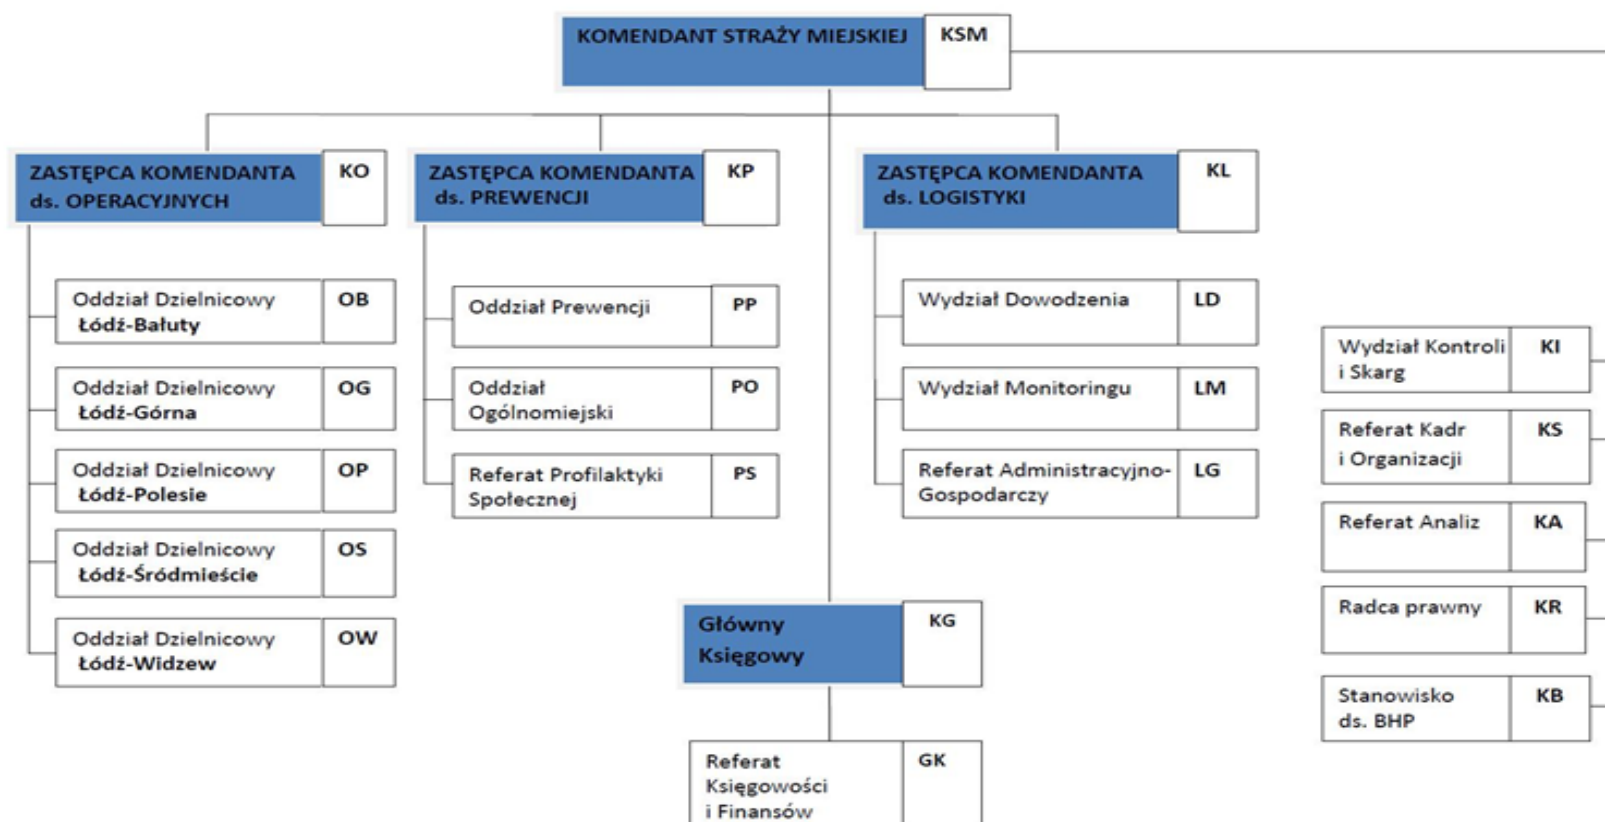 KOMENDANT STRAŻY MIEJSKIEJ KSM
ZASTĘPCA KOMENDANTA KO
ds. OPERACYJNYCH
Oddział Dzielnicowy OB
Łódź-Bałuty
Oddział Dzielnicowy OG
Łódź-Górna
Oddział Dzielnicowy OP
Łódź-Polesie
Oddział Dzielnicowy OS
Łódź-Śródmieście
Oddział Dzielnicowy OW
Łódź-Widzew
ZASTĘPCA KOMENDANTA KP
ds. PREWENCJI
Oddział Prewencji PP
Oddział PO
Ogólnomiejski
Referat Profilaktyki PS
Społecznej
ZASTĘPCA KOMENDANTA KL
ds. LOGISTYKI
Wydział Dowodzenia LD
Wydział Monitoringu LM
Referat Administracyjno- LG
Gospodarczy
Główny KG
Księgowy
Referat GK
Księgowości
i Finansów
Wydział Kontroli KI
i Skarg
Referat Kadr KS
i Organizacji
Referat Analiz KA
Radca prawny KR
Stanowisko KB
ds. BHP